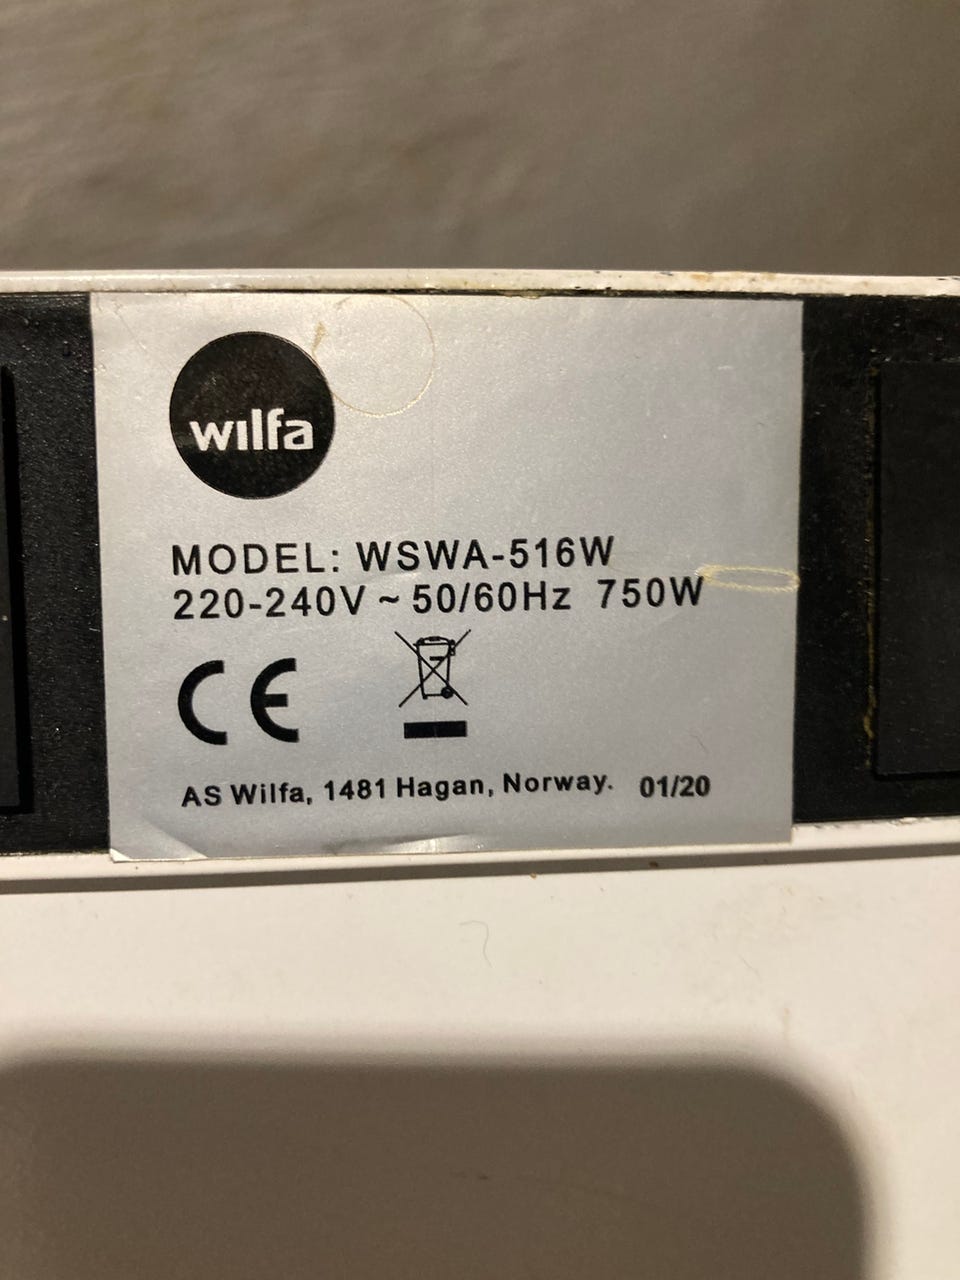 wilfa
MODEL: WSWA-516W
220-240V ~ 50/60Hz 750W
CE
AS Wilfa, 1481 Hagan, Norway. 01/20